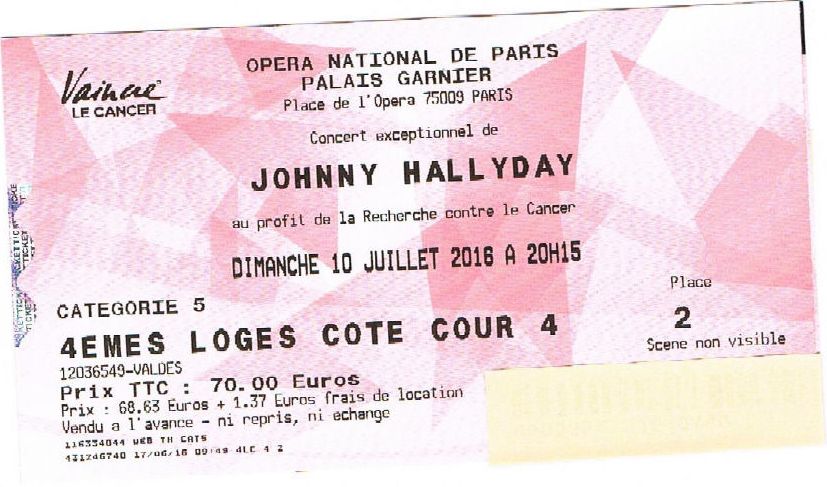 Vaincre
LE CANCER
OPERA NATIONAL DE PARIS
PALAIS GARNIER
Place de l'Opera 75009 PARIS
Concert exceptionnel de
JOHNNY HALLYDAY
au profit de la Recherche contre le Cancer
DIMANCHE 10 JUILLET 2016 A 20H15
CATEGORIE 5
4EMES LOGES COTE COUR 4
Place
2
Scene non visible
12036549-VALDES
Prix TTC : 70.00 Euros
Prix : 68.63 Euros + 1.37 Euros frais de location
Vendu a l'avance - ni repris, ni echange
116334044 WEB TH CATS
431246740 17/06/16 09:49 4LC 4 2